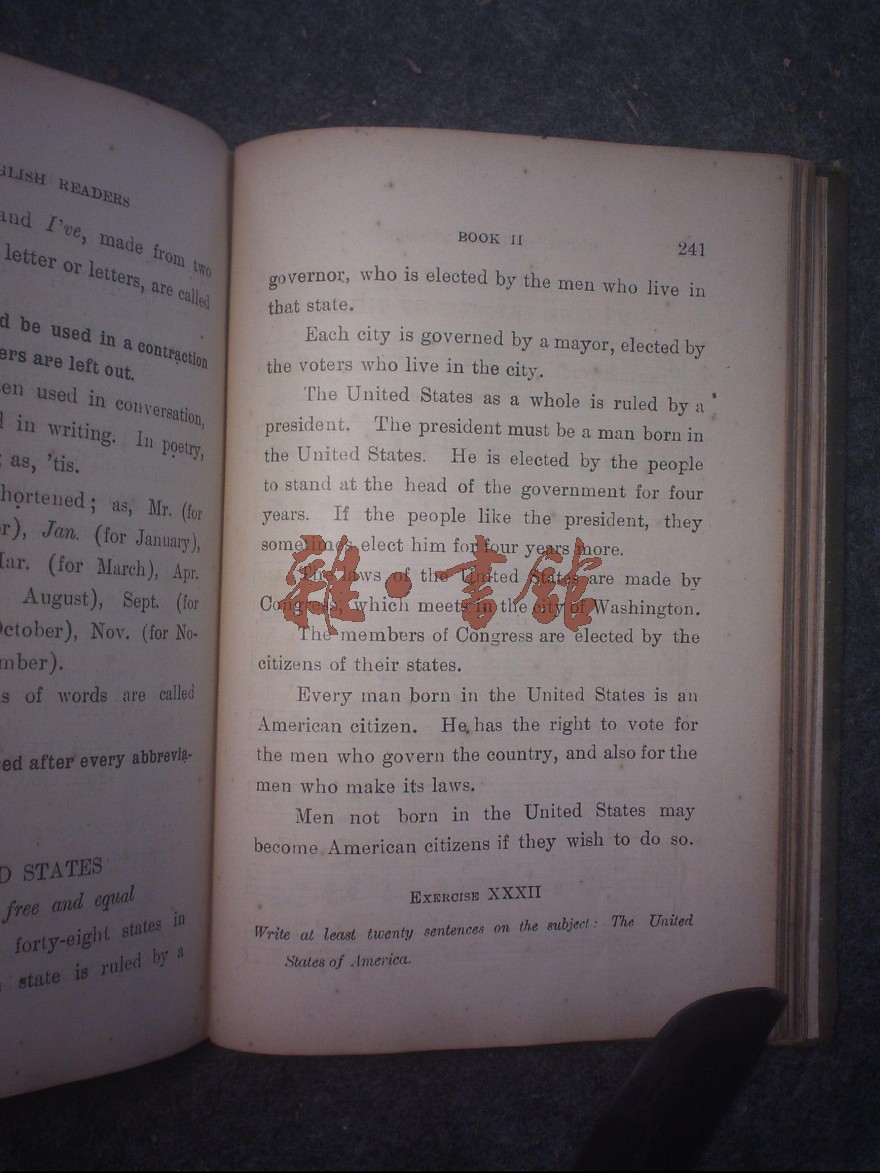 GLISH READERS
and I've, made from two
letter or letters, are called
d be used in a contraction
ers are left out.
en used in conversation,
in writing. In poetry,
; as, 'tis.
hortened; as, Mr. (for
r), Jan. (for January),
Mar. (for March), Apr.
August), Sept. (for
October), Nov. (for No-
mber).
s of words are called
ed after every abbrevia-
D STATES
free and equal
forty-eight states in
state is ruled by a
BOOK II
241
governor, who is elected by the men who live in
that state.
Each city is governed by a mayor, elected by
the voters who live in the city.
The United States as a whole is ruled by a
president. The president must be a man born in
the United States. He is elected by the people
to stand at the head of the government for four
years. If the people like the president, they
sometimes elect him for four years more.
The laws of the United States are made by
Congress, which meets in the city of Washington.
The members of Congress are elected by the
citizens of their states.
Every man born in the United States is an
American citizen. He has the right to vote for
the men who govern the country, and also for the
men who make its laws.
Men not born in the United States may
become American citizens if they wish to do so.
EXERCISE XXXII
Write at least twenty sentences on the subject: The United
States of America.
雜·書館